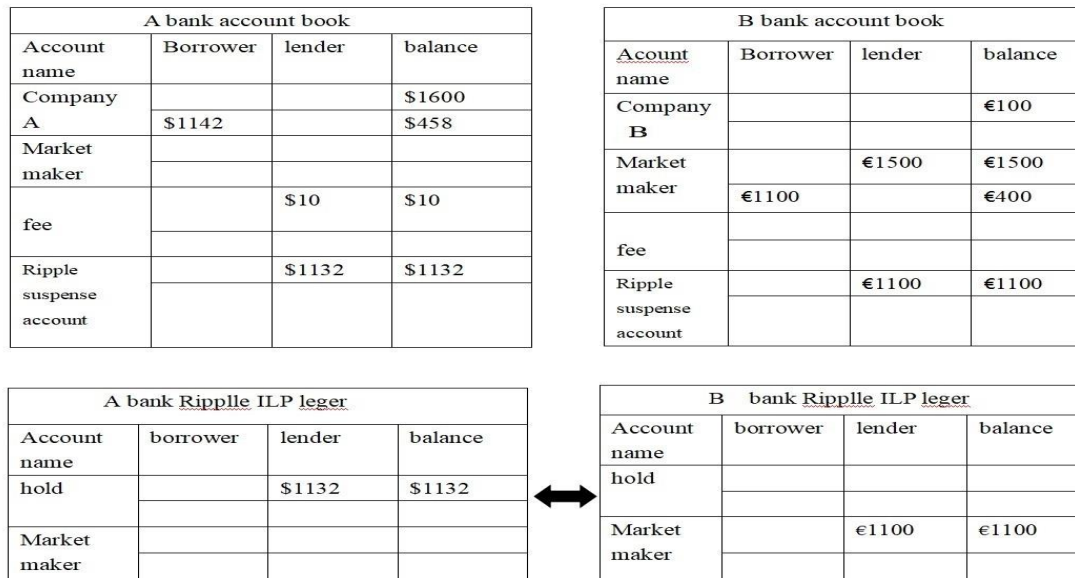 A bank account book
Account name Borrower lender balance
Company A $1600
$1142 $458
Market maker
fee $10 $10
Ripple suspense account $1132 $1132
B bank account book
Acount name Borrower lender balance
Company B €100
Market maker €1500 €1500
€1100 €400
fee
Ripple suspense account €1100 €1100
A bank Ripplle ILP leger
Account name borrower lender balance
hold $1132 $1132
Market maker
B bank Ripplle ILP leger
Account name borrower lender balance
hold
Market maker €1100 €1100